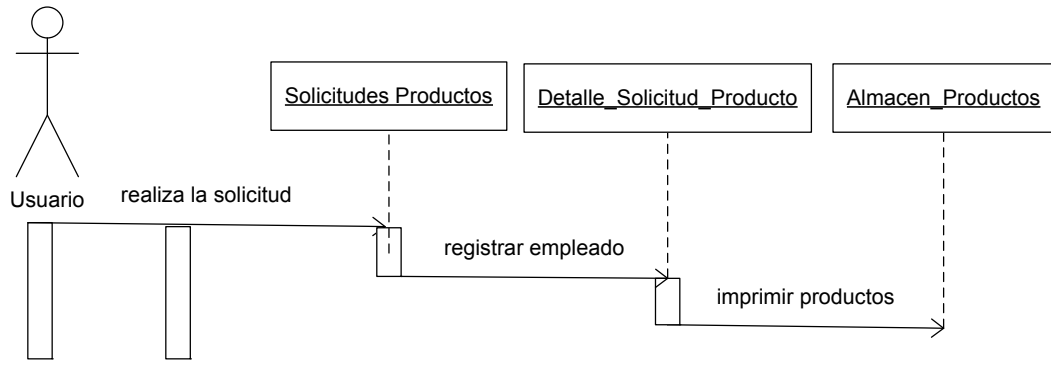 Solicitudes Productos
Detalle_Solicitud_Producto
Almacen_Productos
Usuario
realiza la solicitud
registrar empleado
imprimir productos